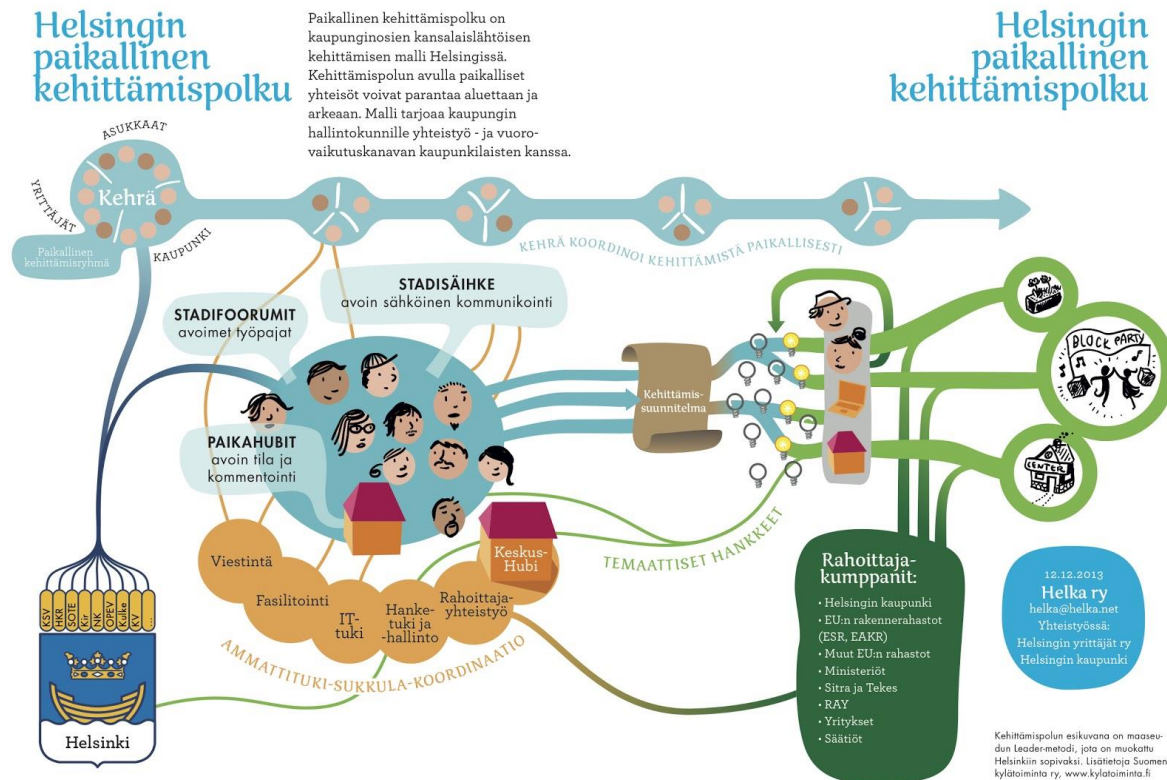 Helsingin
paikallinen
kehittämispolku
Paikallinen kehittämispolku on
kaupunginosien kansalaislähtöisen
kehittämisen malli Helsingissä.
Kehittämispolun avulla paikalliset
yhteisöt voivat parantaa aluettaan ja
arkeaan. Malli tarjoaa kaupungin
hallintokunnille yhteistyö - ja vuoro-
vaikutuskanavan kaupunkilaisten kanssa.
Helsingin
paikallinen
kehittämispolku
ASUKKAAT
YRITTÄJÄT
Kehrä
KAUPUNKI
Paikallinen
kehittämisryhmä
KEHRÄ KOORDINOI KEHITTÄMISTÄ PAIKALLISESTI
STADISÄIHKE
avoin sähköinen kommunikointi
STADIFOORUMIT
avoimet työpajat
PAIKAHUBIT
avoin tila ja
kommentointi
Kehittämis-
suunnitelma
BLOCK PARTY
CENTER
TEMAATTISET HANKKEET
Viestintä
Fasilitointi
IT-
tuki
Hanke-
tuki ja
-hallinto
Rahoittaja-
yhteistyö
Keskus-
Hubi
AMMATTITUKI-SUKKULA-KOORDINAATIO
KSV
HKR
SOTE
Kir
NK
OPEV
Kulke
KV
...
Helsinki
Rahoittaja-
kumppanit:
• Helsingin kaupunki
• EU:n rakennerahastot
(ESR, EAKR)
• Muut EU:n rahastot
• Ministeriöt
• Sitra ja Tekes
• RAY
• Yritykset
• Säätiöt
12.12.2013
Helka ry
helka@helka.net
Yhteistyössä:
Helsingin yrittäjät ry
Helsingin kaupunki
Kehittämispolun esikuvana on maaseu-
dun Leader-metodi, jota on muokattu
Helsinkiin sopivaksi. Lisätietoja Suomen
kylätoiminta ry, www.kylatoiminta.fi